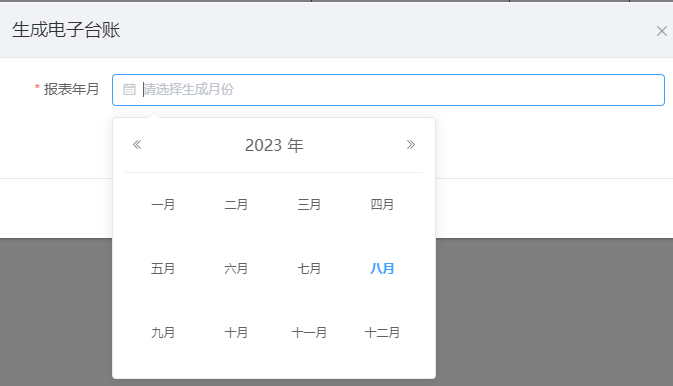 生成电子台账
* 报表年月
请选择生成月份
2023 年
一月 二月 三月 四月
五月 六月 七月 八月
九月 十月 十一月 十二月